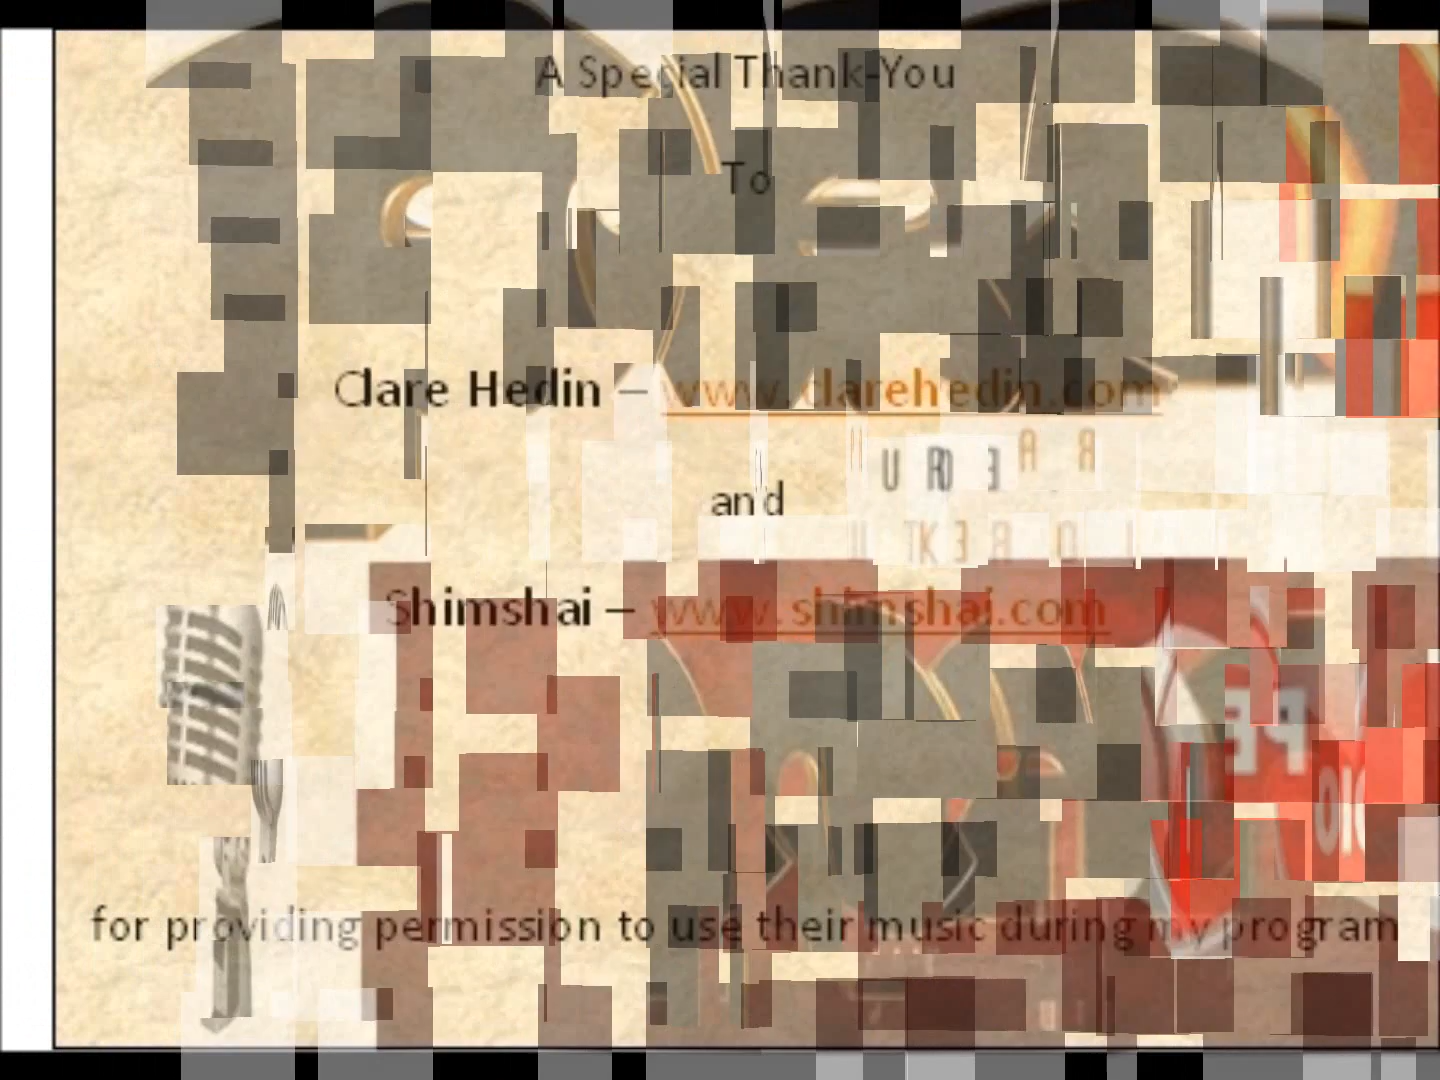 A Special Thank-You
To
Clare Hedin – www.clarehedin.com
and
Shimshai – www.shimshai.com
for providing permission to use their music during my program